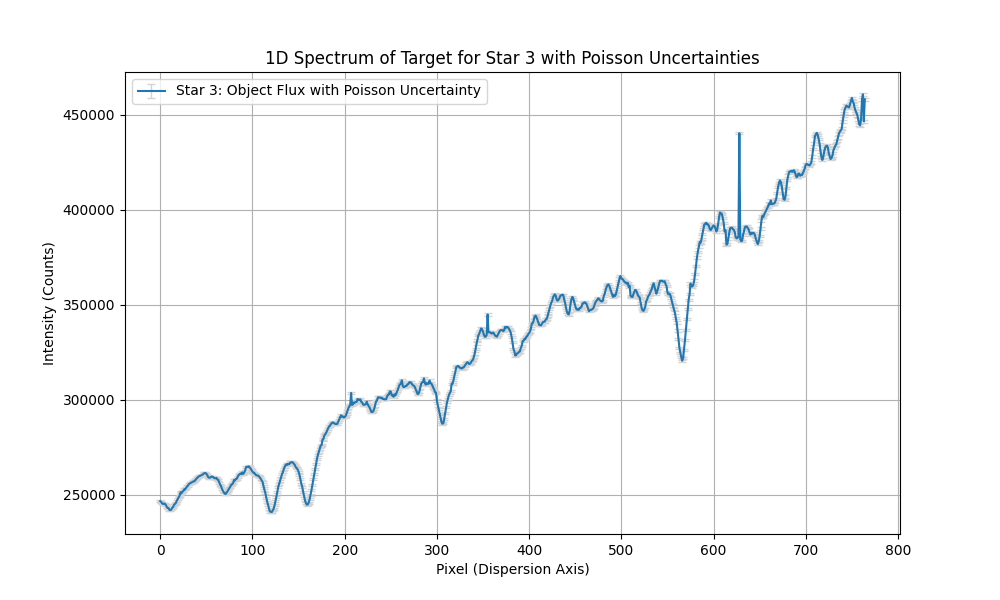 1D Spectrum of Target for Star 3 with Poisson Uncertainties
Star 3: Object Flux with Poisson Uncertainty
Intensity (Counts)
450000
400000
350000
300000
250000
0 100 200 300 400 500 600 700 800
Pixel (Dispersion Axis)